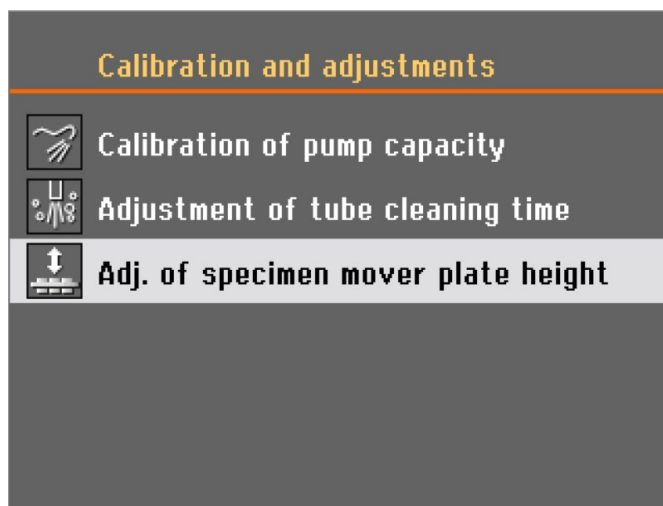 Calibration and adjustments
Calibration of pump capacity
Adjustment of tube cleaning time
Adj. of specimen mover plate height